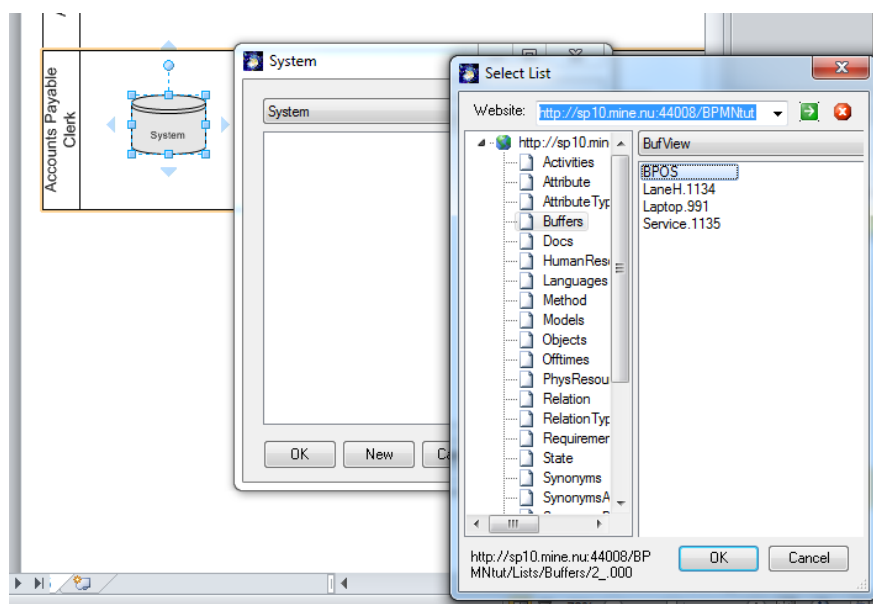 Accounts Payable
Clerk
System
System
System
OK
New
Select List
Website:
http://sp10.mine.nu:44008/BPMNtut
http://sp10.min
Activities
Attribute
AttributeTyp
Buffers
Docs
HumanReso
Languages
Method
Models
Objects
Offtimes
PhysResou
Relation
RelationTyp
Requiremer
State
Synonyms
SynonymsA
BufView
BPOS
LaneH.1134
Laptop.991
Service.1135
http://sp10.mine.nu:44008/BP
MNtut/Lists/Buffers/2_.000
OK
Cancel